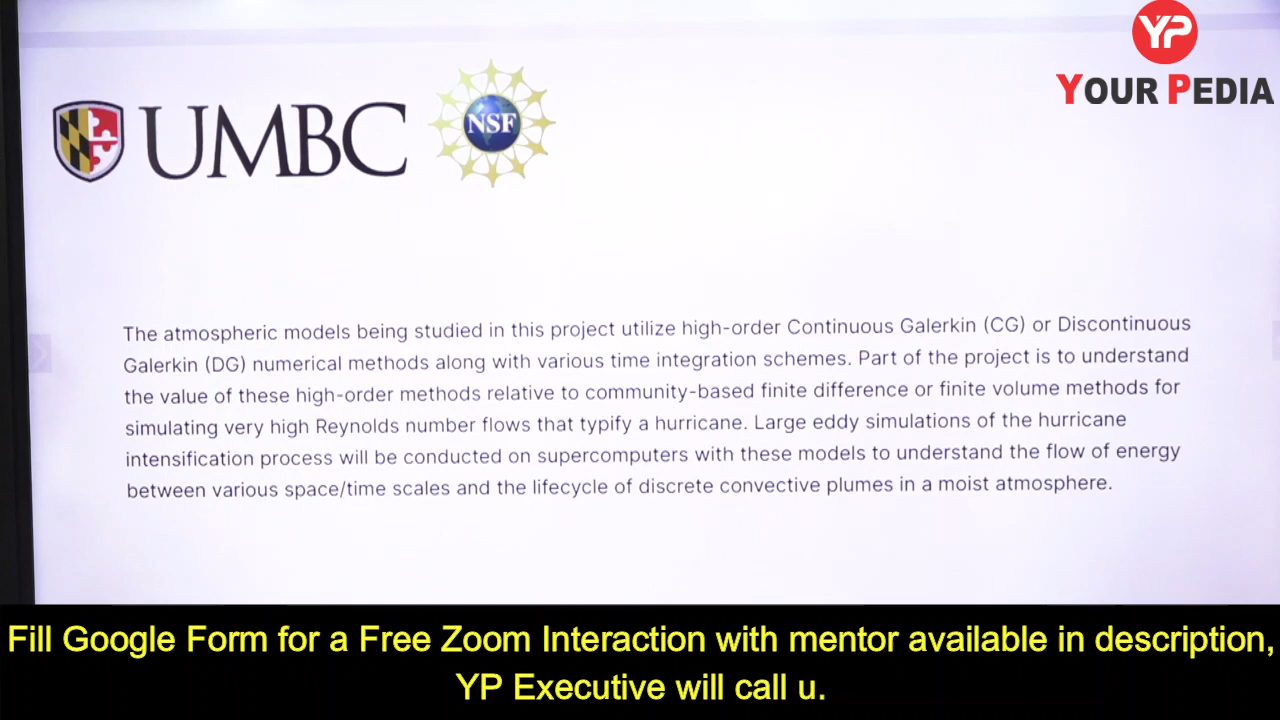 YP
YOUR PEDIA
UMBC
NSF
The atmospheric models being studied in this project utilize high-order Continuous Galerkin (CG) or Discontinuous
Galerkin (DG) numerical methods along with various time integration schemes. Part of the project is to understand
the value of these high-order methods relative to community-based finite difference or finite volume methods for
simulating very high Reynolds number flows that typify a hurricane. Large eddy simulations of the hurricane
intensification process will be conducted on supercomputers with these models to understand the flow of energy
between various space/time scales and the lifecycle of discrete convective plumes in a moist atmosphere.
Fill Google Form for a Free Zoom Interaction with mentor available in description,
YP Executive will call u.